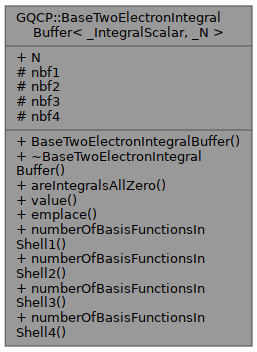 GQCP::BaseTwoElectronIntegral
Buffer< _IntegralScalar, _N >
+ N
# nbf1
# nbf2
# nbf3
# nbf4
+ BaseTwoElectronIntegralBuffer()
+ ~BaseTwoElectronIntegral
Buffer()
+ areIntegralsAllZero()
+ value()
+ emplace()
+ numberOfBasisFunctionsIn
Shell1()
+ numberOfBasisFunctionsIn
Shell2()
+ numberOfBasisFunctionsIn
Shell3()
+ numberOfBasisFunctionsIn
Shell4()